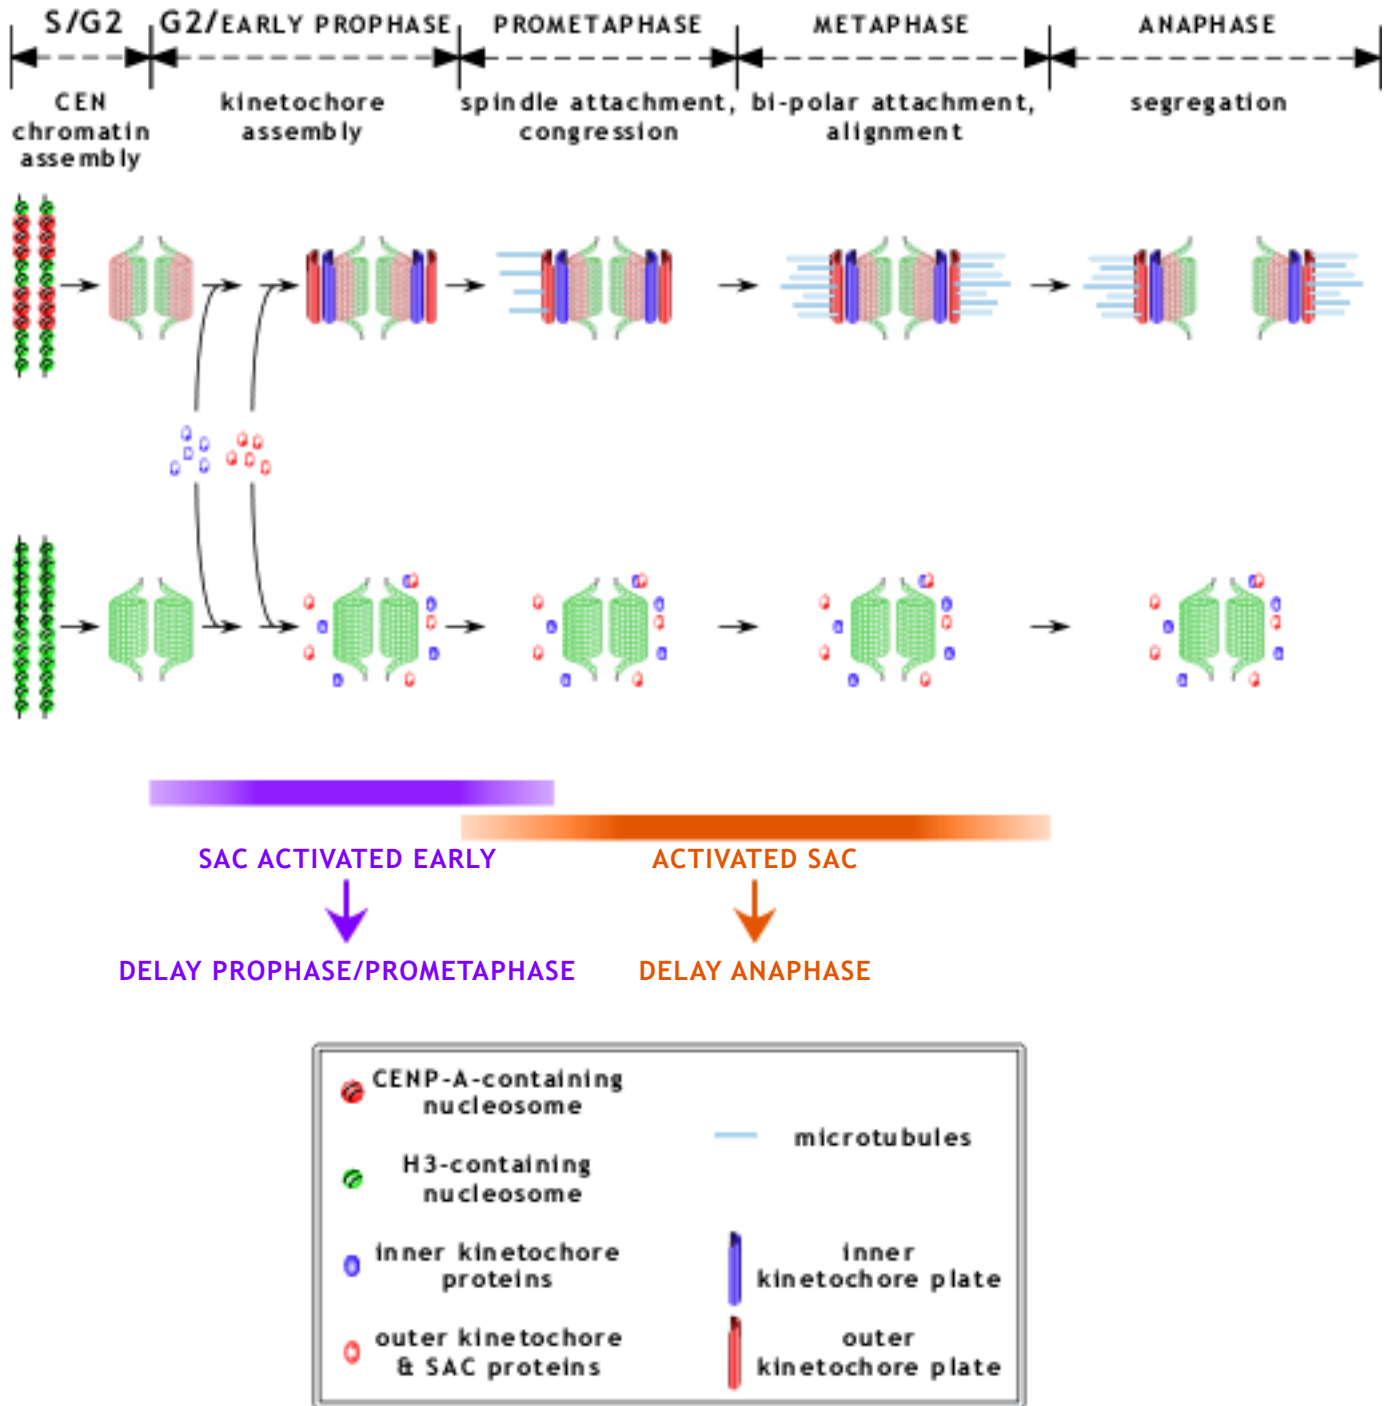 S/G2
G2/EARLY PROPHASE
PROMETAPHASE
METAPHASE
ANAPHASE
CEN
chromatin
assembly
kinetochore
assembly
spindle attachment,
congression
bi-polar attachment,
alignment
segregation
SAC ACTIVATED EARLY
ACTIVATED SAC
DELAY PROPHASE/PROMETAPHASE
DELAY ANAPHASE
CENP-A-containing
nucleosome
H3-containing
nucleosome
inner kinetochore
proteins
outer kinetochore
& SAC proteins
microtubules
inner
kinetochore plate
outer
kinetochore plate